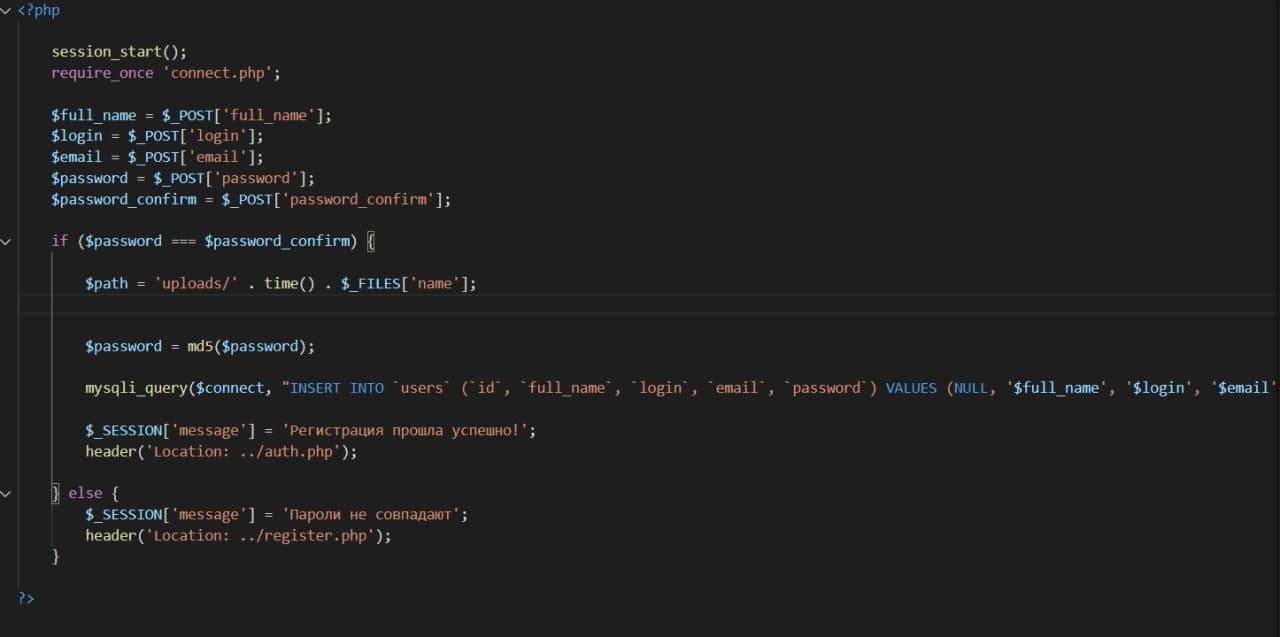 <?php
session_start();
require_once 'connect.php';
$full_name = $_POST['full_name'];
$login = $_POST['login'];
$email = $_POST['email'];
$password = $_POST['password'];
$password_confirm = $_POST['password_confirm'];
if ($password === $password_confirm) {
$path = 'uploads/' . time() . $_FILES['name'];
$password = md5($password);
mysqli_query($connect, "INSERT INTO `users` (`id`, `full_name`, `login`, `email`, `password`) VALUES (NULL, '$full_name', '$login', '$email'
$_SESSION['message'] = 'Регистрация прошла успешно!';
header('Location: ../auth.php');
} else {
$_SESSION['message'] = 'Пароли не совпадают';
header('Location: ../register.php');
}
?>